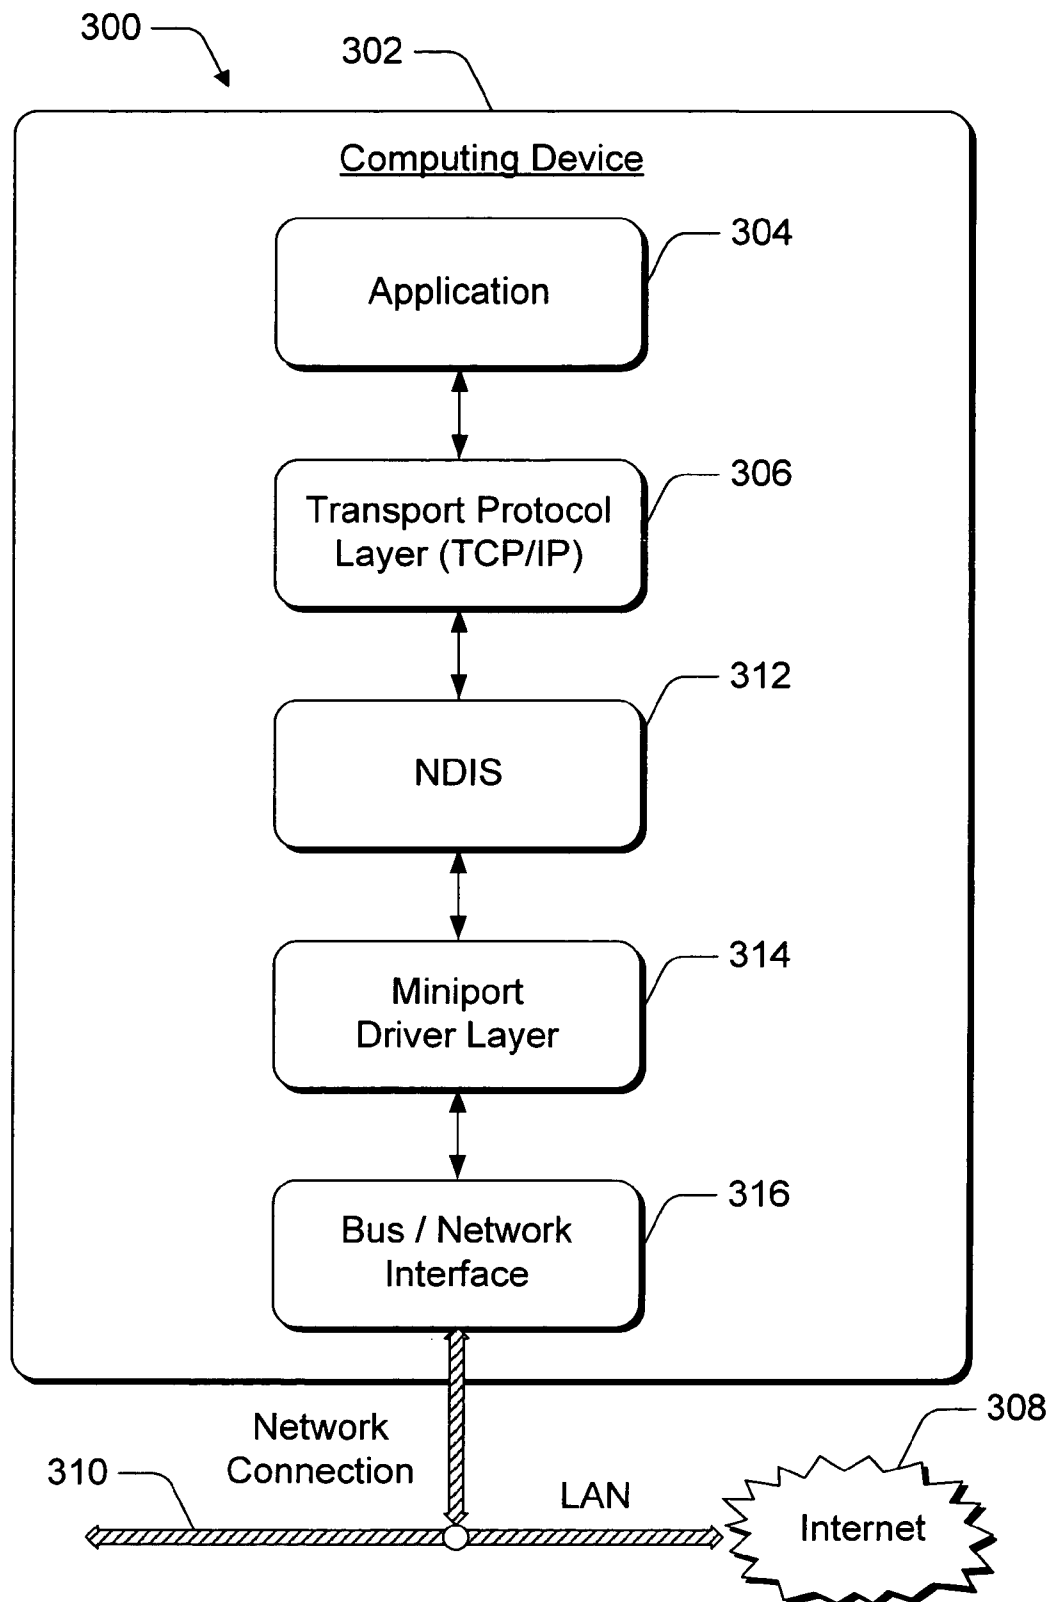 300
302
Computing Device
304
Application
306
Transport Protocol
Layer (TCP/IP)
312
NDIS
314
Miniport
Driver Layer
316
Bus / Network
Interface
308
Network
Connection
310
LAN
Internet